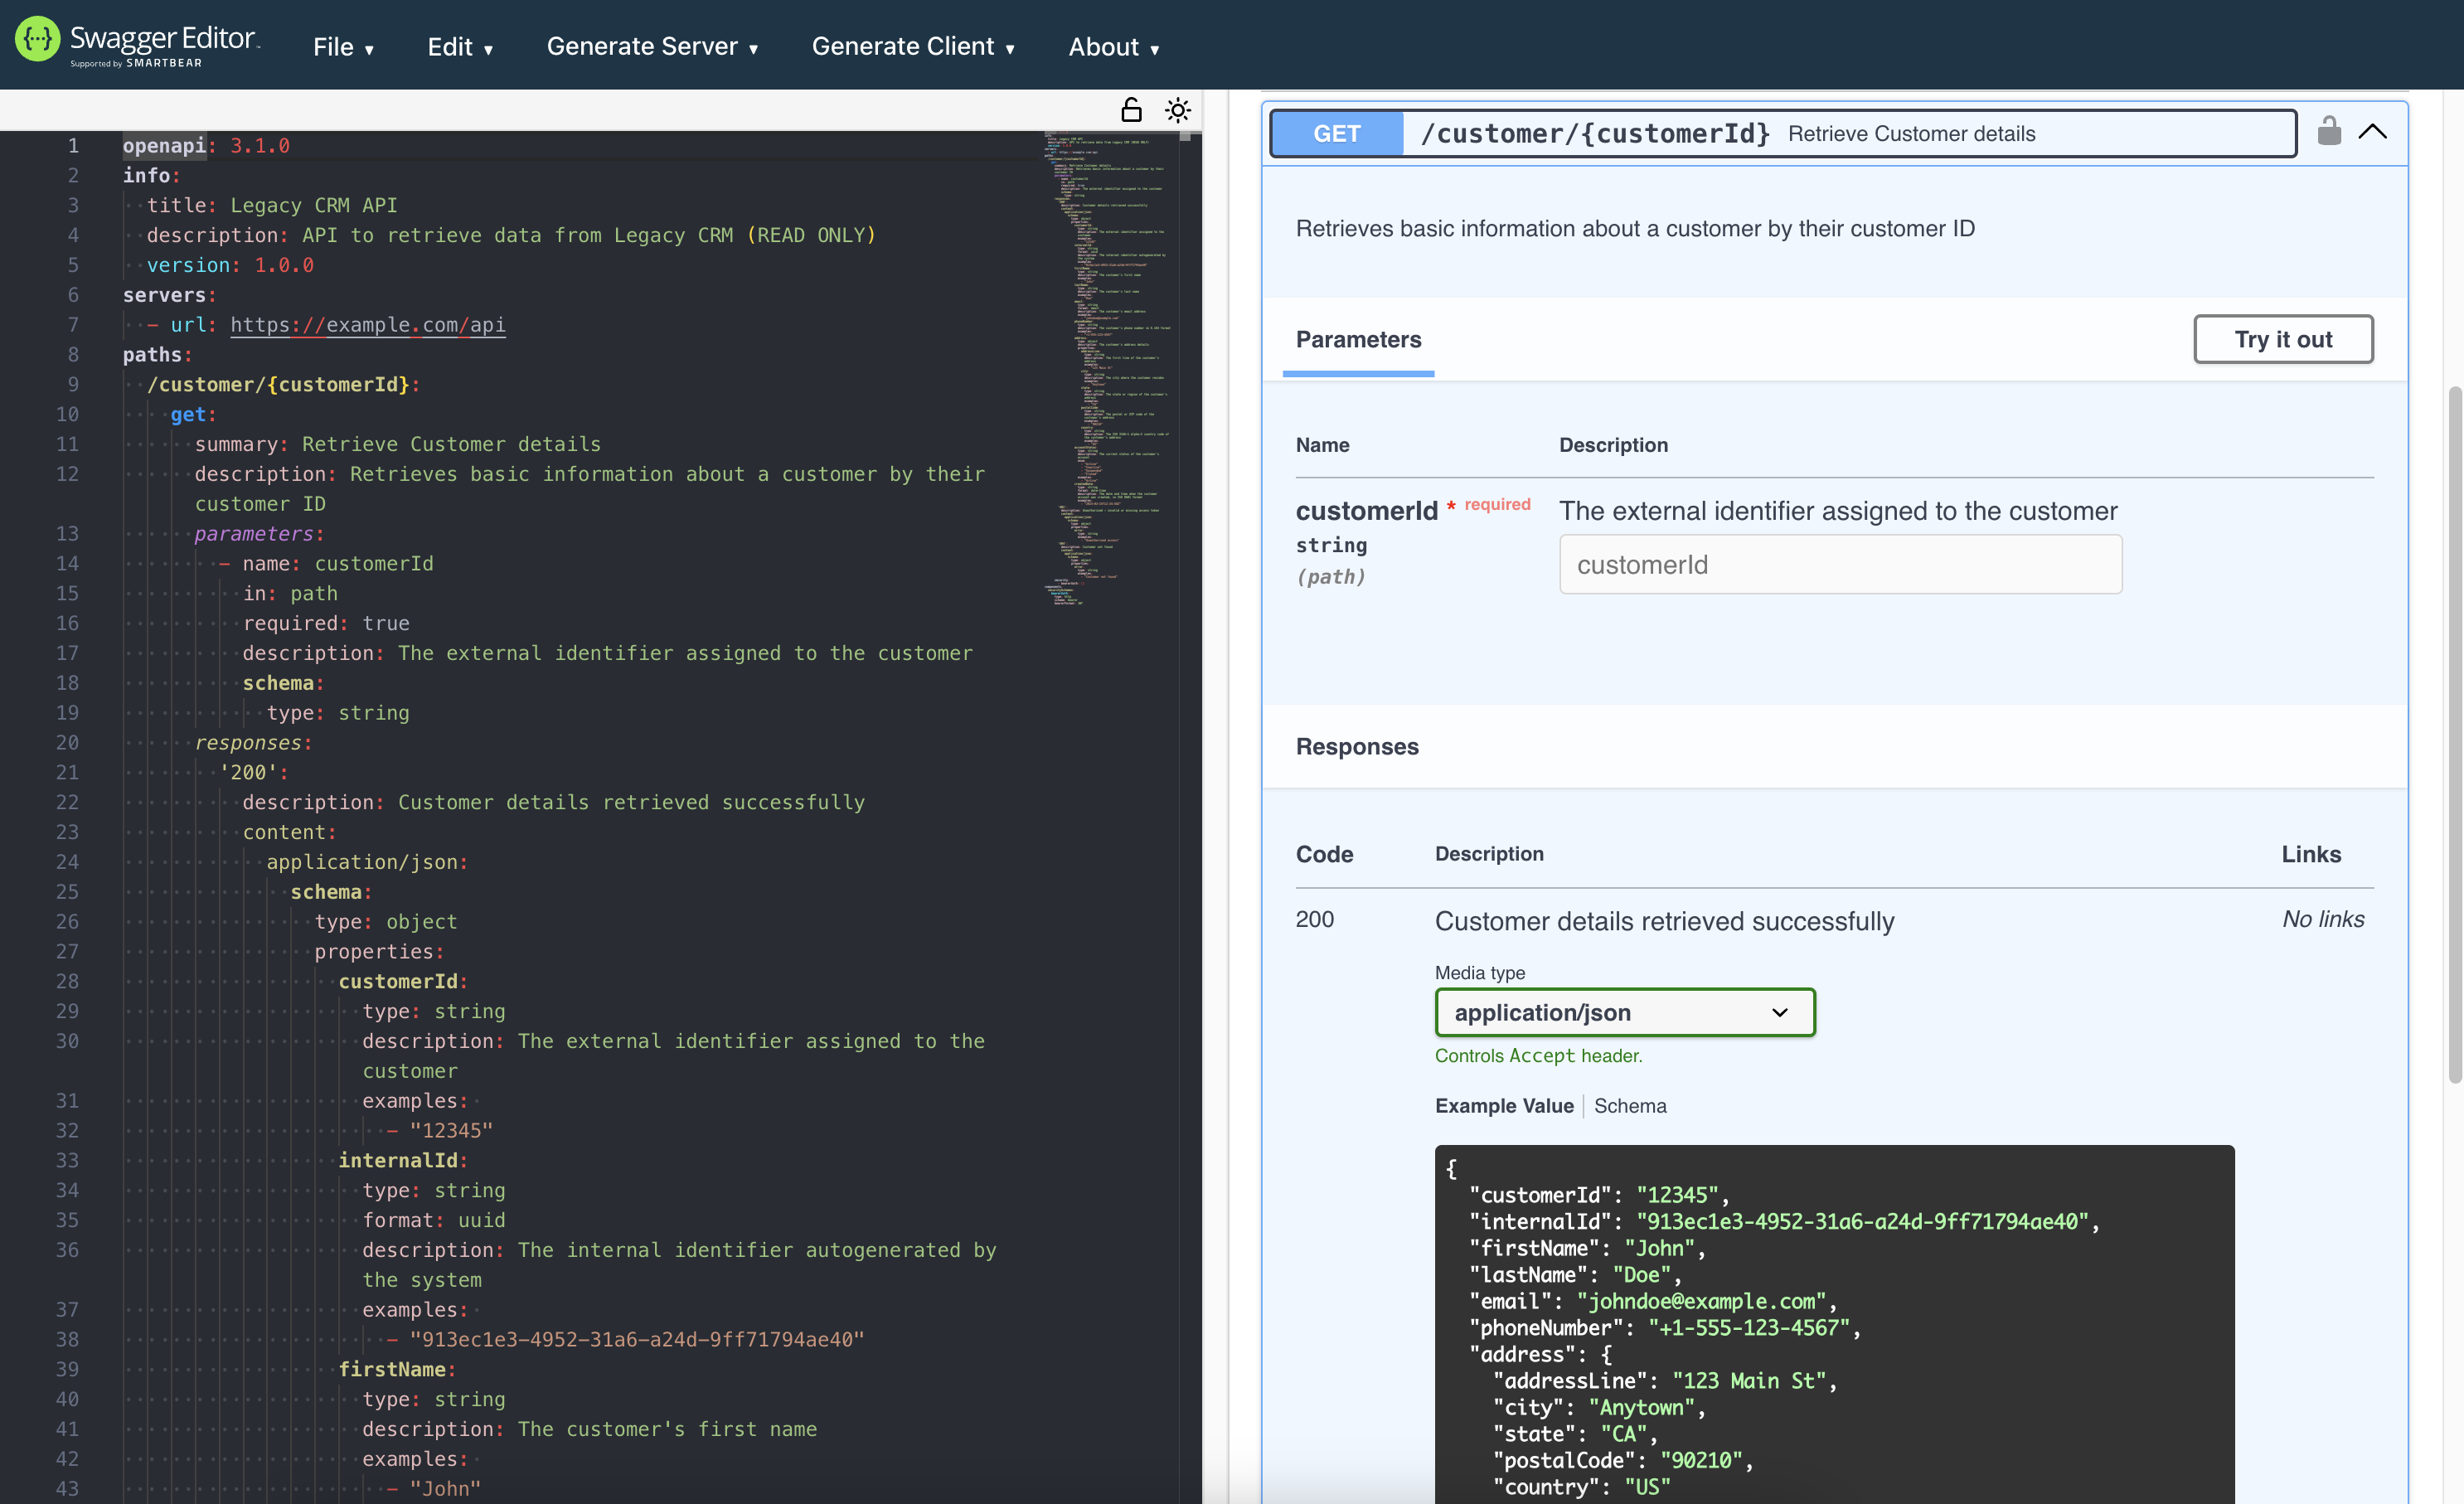 Swagger Editor
Supported by SMARTBEAR
File
Edit
Generate Server
Generate Client
About
1 openapi: 3.1.0
2 info:
3 title: Legacy CRM API
4 description: API to retrieve data from Legacy CRM (READ ONLY)
5 version: 1.0.0
6 servers:
7 - url: https://example.com/api
8 paths:
9 /customer/{customerId}:
10 get:
11 summary: Retrieve Customer details
12 description: Retrieves basic information about a customer by their
customer ID
13 parameters:
14 - name: customerId
15 in: path
16 required: true
17 description: The external identifier assigned to the customer
18 schema:
19 type: string
20 responses:
21 '200':
22 description: Customer details retrieved successfully
23 content:
24 application/json:
25 schema:
26 type: object
27 properties:
28 customerId:
29 type: string
30 description: The external identifier assigned to the
customer
31 examples:
32 - "12345"
33 internalId:
34 type: string
35 format: uuid
36 description: The internal identifier autogenerated by
the system
37 examples:
38 - "913ec1e3-4952-31a6-a24d-9ff71794ae40"
39 firstName:
40 type: string
41 description: The customer's first name
42 examples:
43 - "John"
GET /customer/{customerId} Retrieve Customer details
Retrieves basic information about a customer by their customer ID
Parameters
Try it out
Name Description
customerId * required
string
(path)
The external identifier assigned to the customer
customerId
Responses
Code Description Links
200 Customer details retrieved successfully No links
Media type
application/json
Controls Accept header.
Example Value | Schema
{
"customerId": "12345",
"internalId": "913ec1e3-4952-31a6-a24d-9ff71794ae40",
"firstName": "John",
"lastName": "Doe",
"email": "johndoe@example.com",
"phoneNumber": "+1-555-123-4567",
"address": {
"addressLine": "123 Main St",
"city": "Anytown",
"state": "CA",
"postalCode": "90210",
"country": "US"